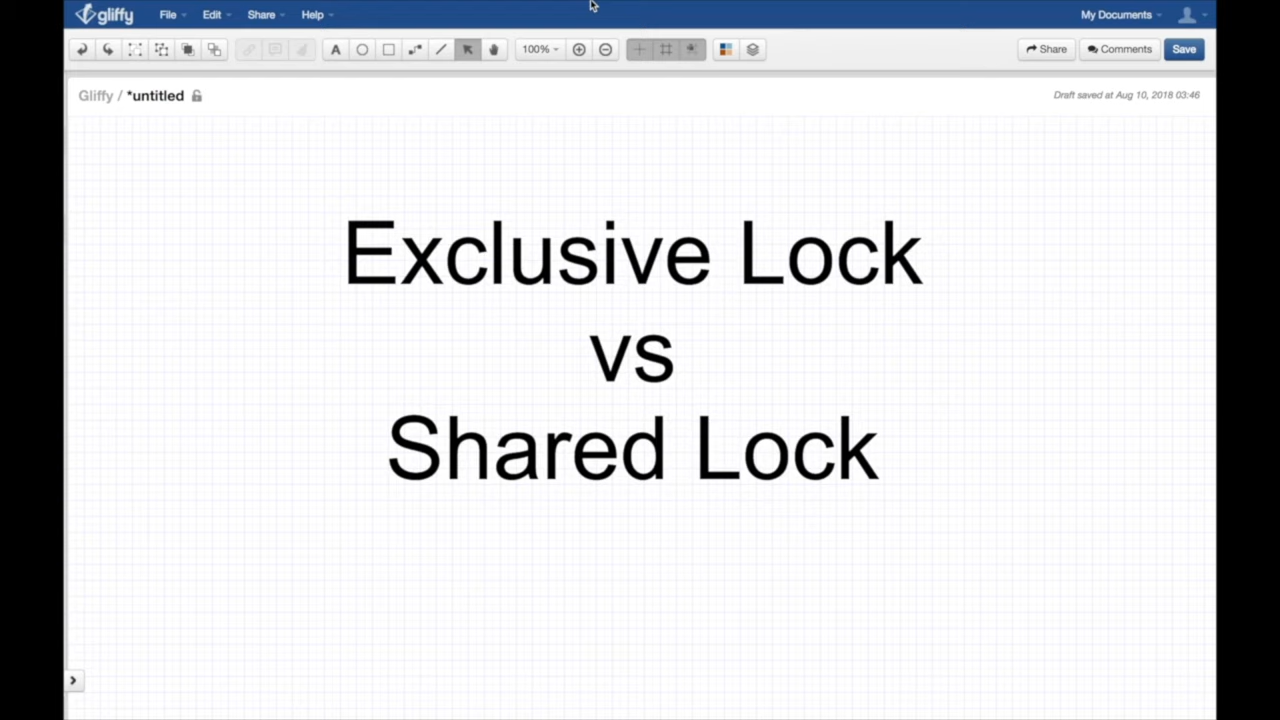 gliffy File Edit Share Help My Documents
A 100% Share Comments Save
Gliffy / *untitled Draft saved at Aug 10, 2018 03:46
Exclusive Lock
vs
Shared Lock